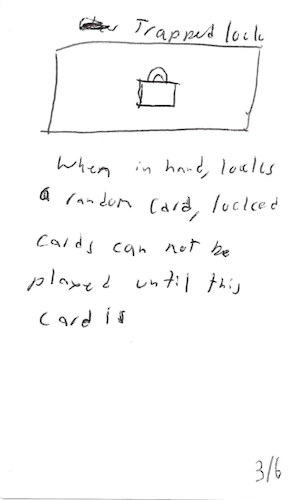 Trapped lock
When in hand, locks
a random card, locked
cards can not be
played until this
card is
3/6